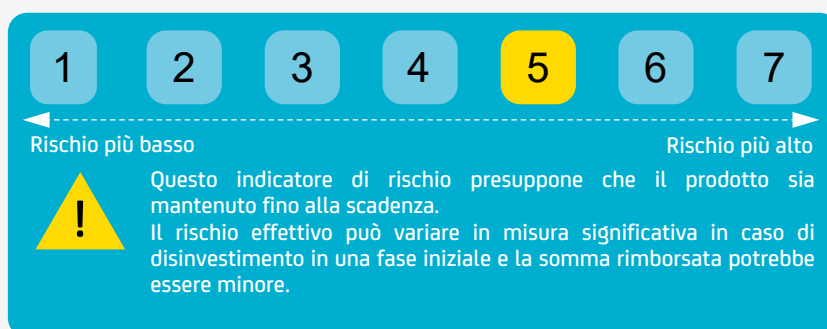 1 2 3 4 5 6 7
Rischio più basso Rischio più alto
!
Questo indicatore di rischio presuppone che il prodotto sia
mantenuto fino alla scadenza.
Il rischio effettivo può variare in misura significativa in caso di
disinvestimento in una fase iniziale e la somma rimborsata potrebbe
essere minore.